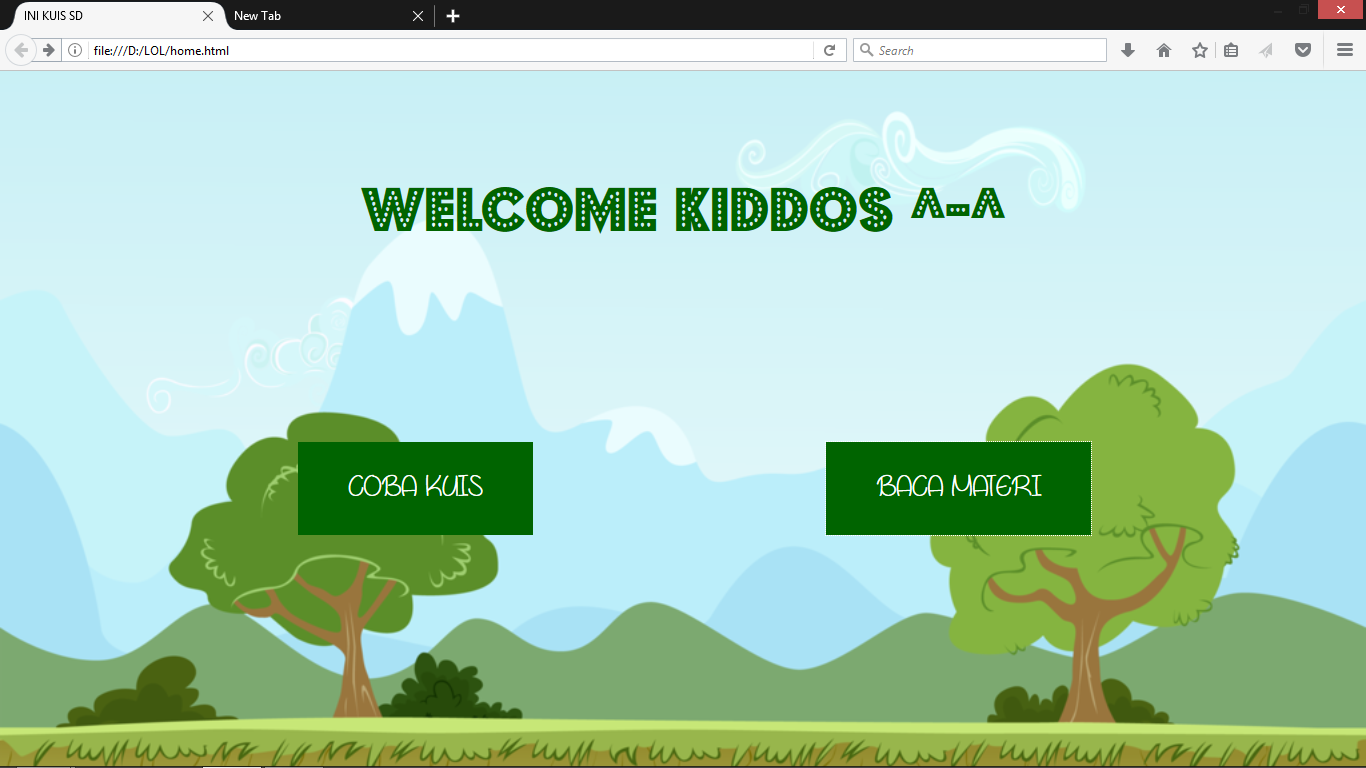 INI KUIS SD
New Tab
file:///D:/LOL/home.html
Search
WELCOME KIDDOS ^-^
COBA KUIS
BACA MATERI